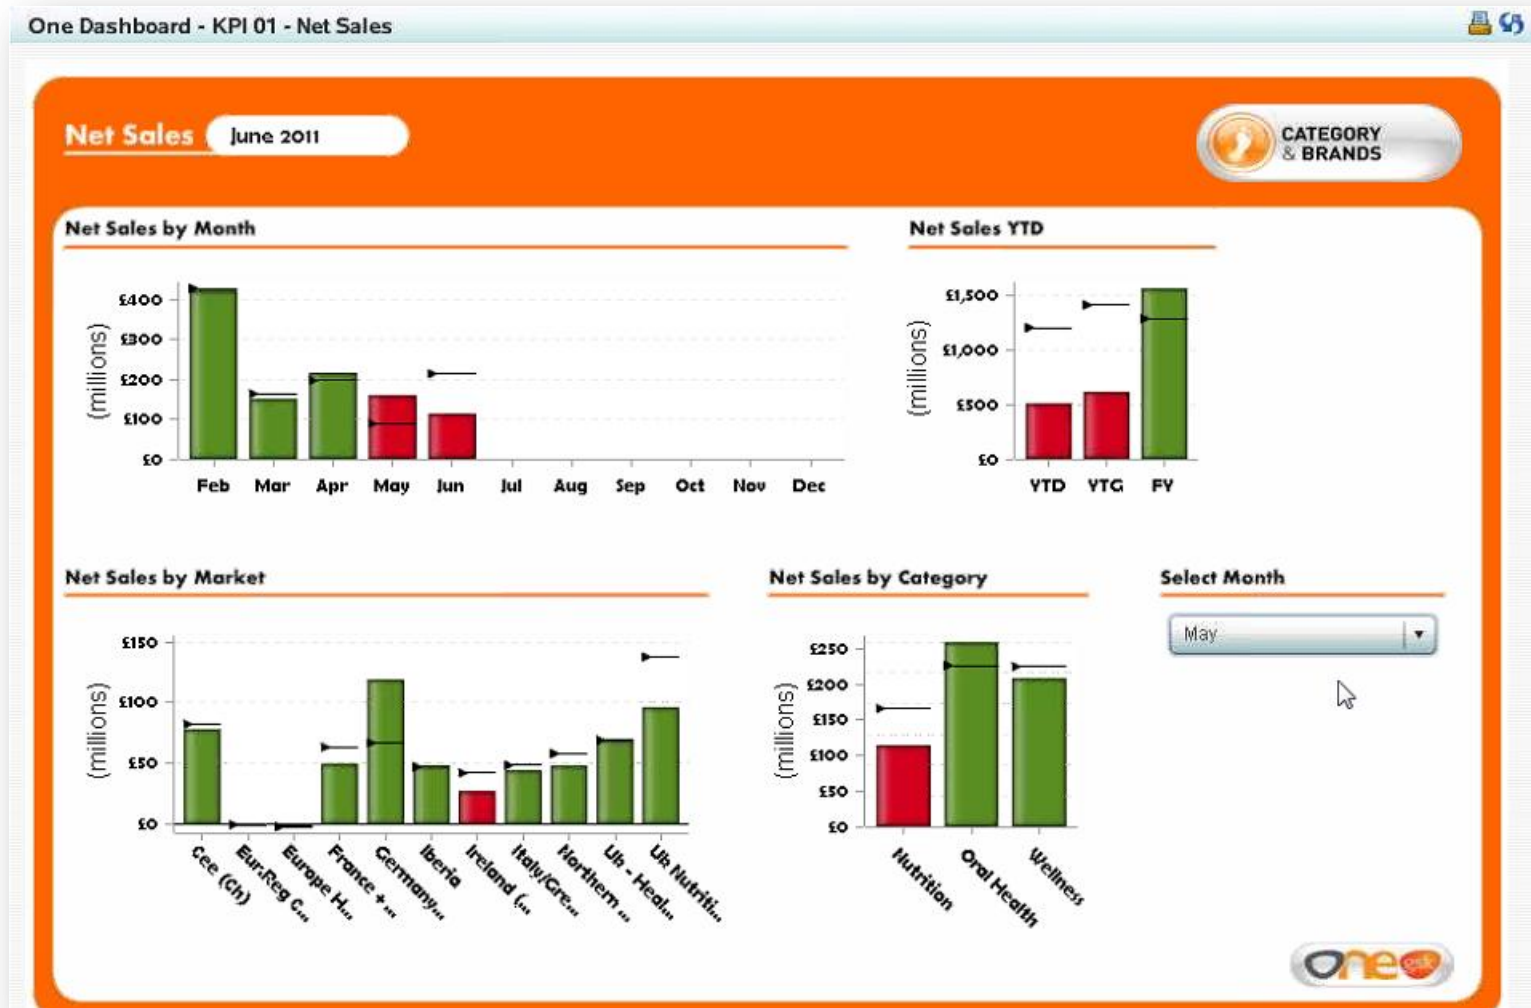 One Dashboard - KPI 01 - Net Sales
Net Sales June 2011
CATEGORY
& BRANDS
Net Sales by Month
£400
£300
£200
£100
£0
(millions)
Feb Mar Apr May Jun Jul Aug Sep Oct Nov Dec
Net Sales YTD
£1,500
£1,000
£500
£0
(millions)
YTD YTG FY
Net Sales by Market
£150
£100
£50
£0
(millions)
Cee (Ch)
Eur.Reg C...
Europe H...
France +...
Germany...
Iberia
Ireland (...
Italy/Gre...
Northern ...
Uk - Heal...
Uk Nutriti...
Net Sales by Category
£250
£200
£150
£100
£50
£0
(millions)
Nutrition
Oral Health
Wellness
Select Month
May
one gsk